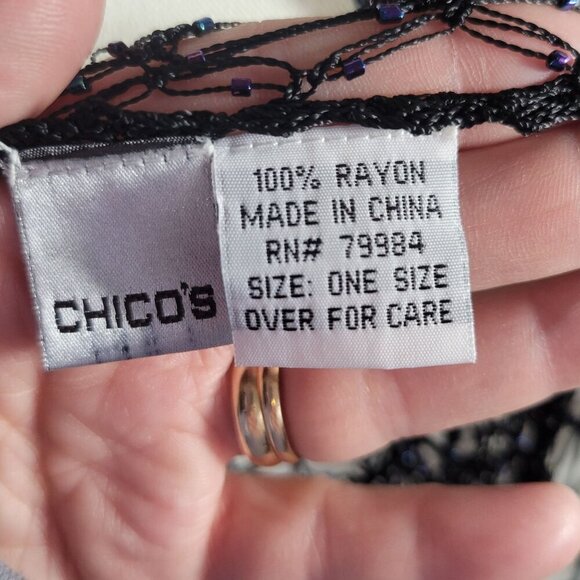 CHICO'S
100% RAYON
MADE IN CHINA
RN# 79984
SIZE: ONE SIZE
OVER FOR CARE